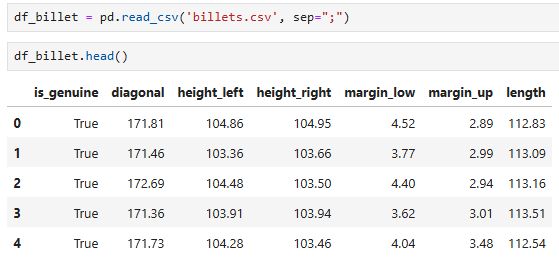 df_billet = pd.read_csv('billets.csv', sep=";")
df_billet.head()
is_genuine diagonal height_left height_right margin_low margin_up length
0 True 171.81 104.86 104.95 4.52 2.89 112.83
1 True 171.46 103.36 103.66 3.77 2.99 113.09
2 True 172.69 104.48 103.50 4.40 2.94 113.16
3 True 171.36 103.91 103.94 3.62 3.01 113.51
4 True 171.73 104.28 103.46 4.04 3.48 112.54